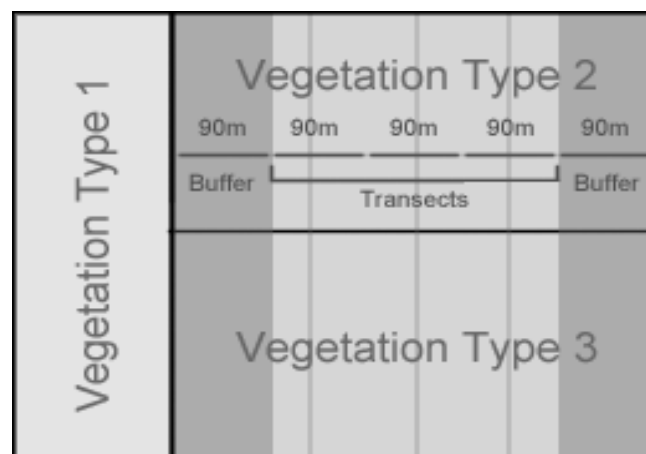 Vegetation Type 1
Vegetation Type 2
90m 90m 90m 90m 90m
Buffer Transects Buffer
Vegetation Type 3